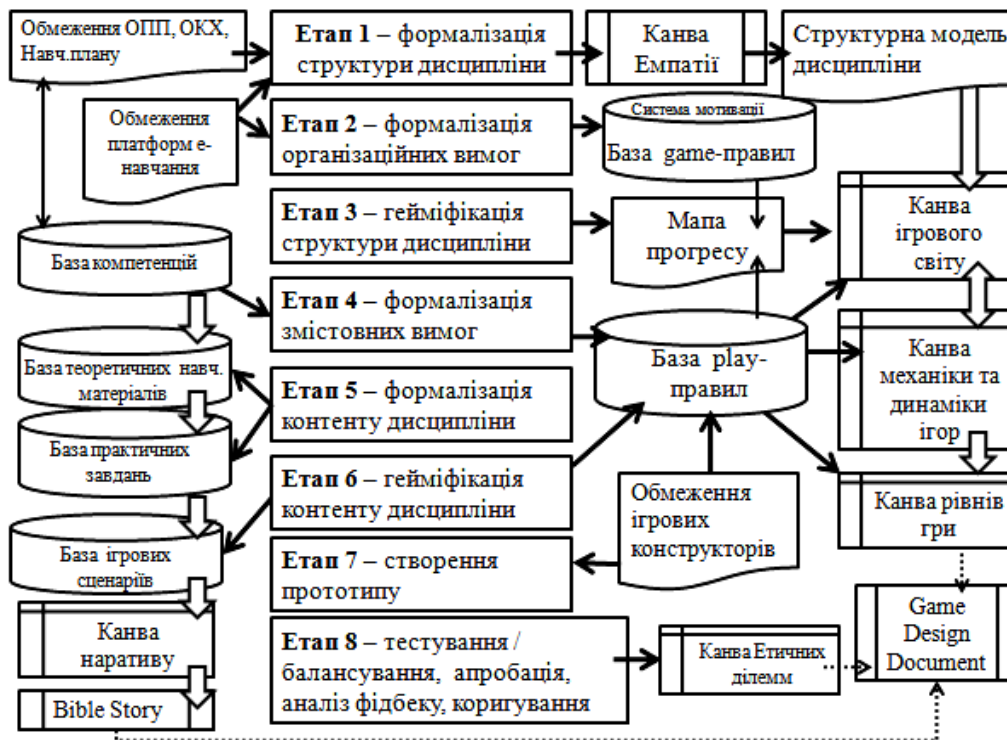 Обмеження ОПП, ОКХ,
Навч.плану
Етап 1 – формалізація
структури дисципліни
Канва
Емпатії
Структурна модель
дисципліни
Обмеження
платформ е-
навчання
Етап 2 – формалізація
організаційних вимог
Система мотивації
База game-правил
Етап 3 – гейміфікація
структури дисципліни
Мапа
прогресу
Канва
ігрового
світу
База компетенцій
Етап 4 – формалізація
змістовних вимог
База play-
правил
Канва
механіки та
динаміки
ігор
База теоретичних навч.
матеріалів
Етап 5 – формалізація
контенту дисципліни
База практичних
завдань
Етап 6 – гейміфікація
контенту дисципліни
Обмеження
ігрових
конструкторів
Канва рівнів
гри
База ігрових
сценаріїв
Етап 7 – створення
прототипу
Канва
наративу
Етап 8 – тестування /
балансування, апробація,
аналіз фідбеку, коригування
Канва Етичних
ділемм
Game
Design
Document
Bible Story